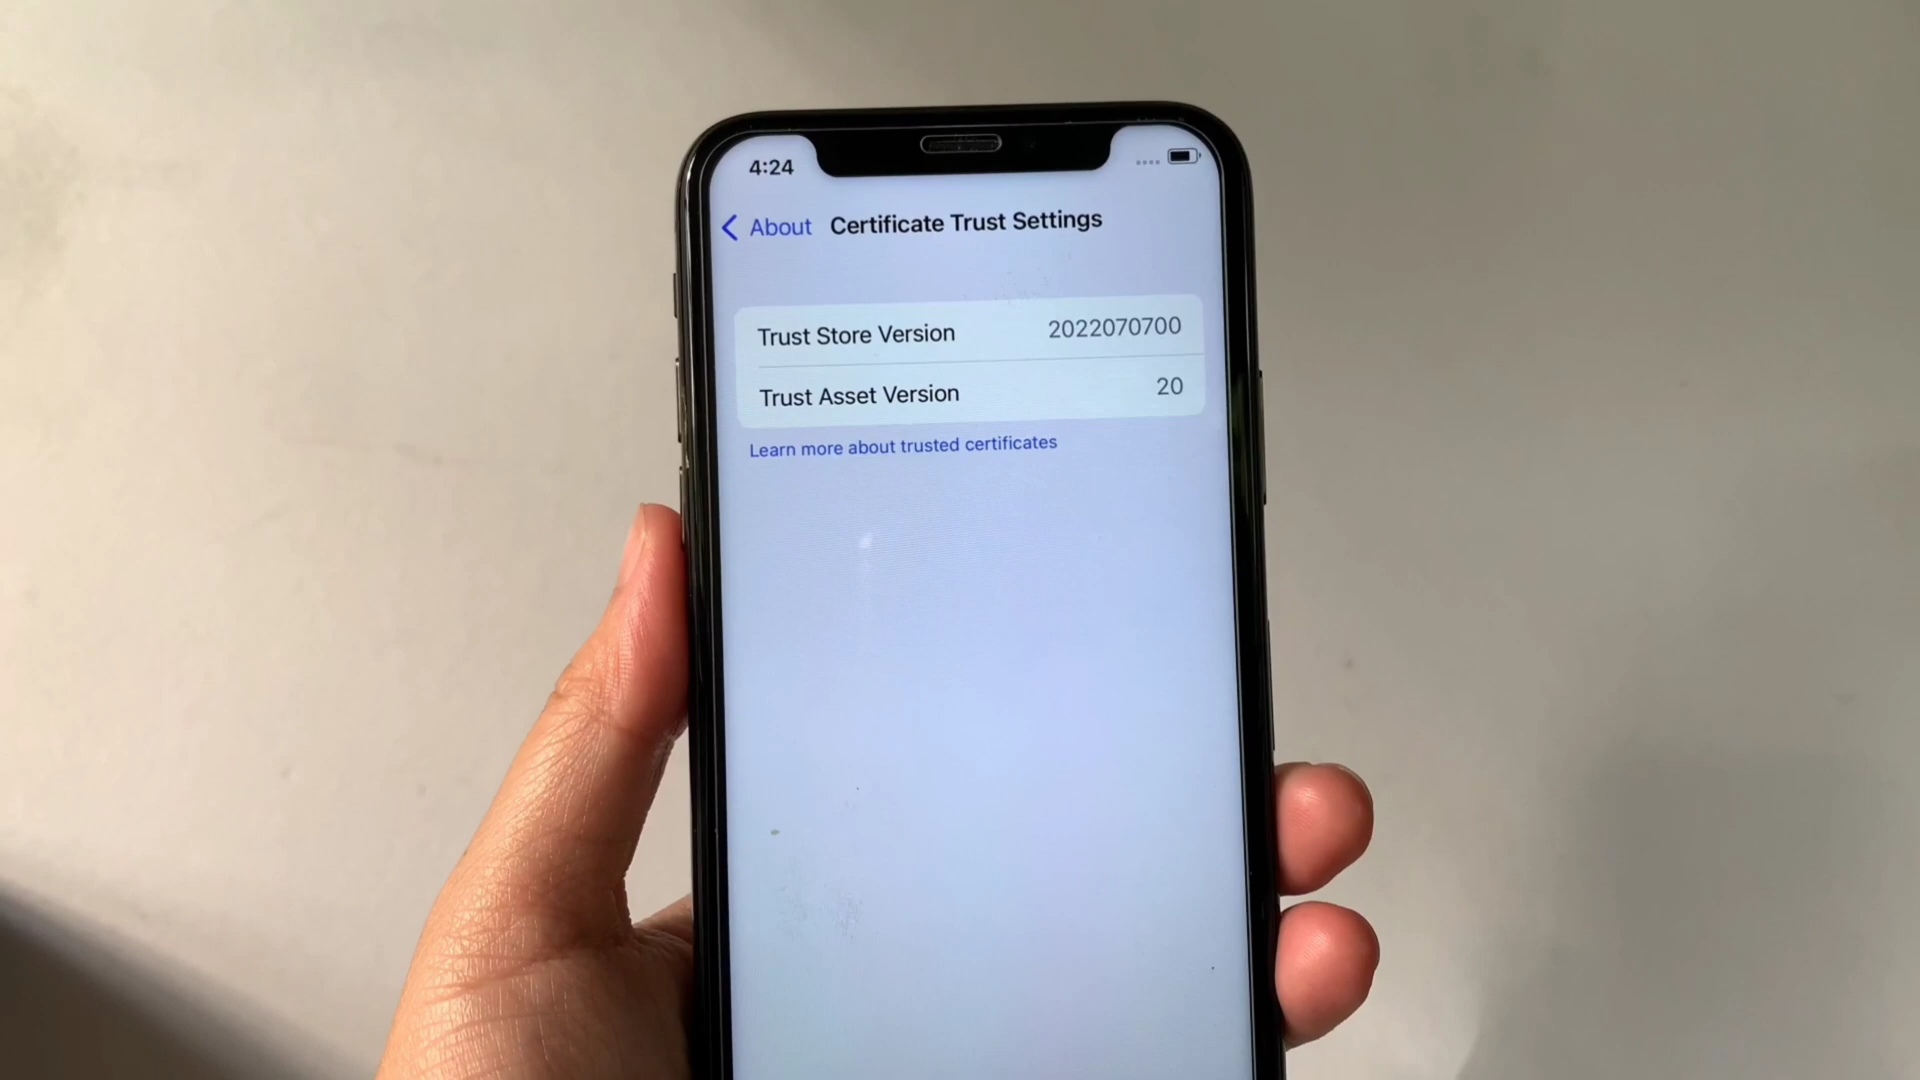 4:24
About Certificate Trust Settings
Trust Store Version 2022070700
Trust Asset Version 20
Learn more about trusted certificates